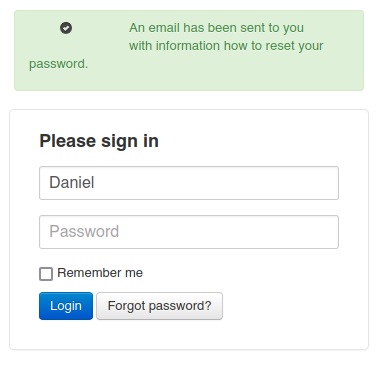 An email has been sent to you
with information how to reset your
password.
Please sign in
Daniel
Password
Remember me
Login Forgot password?